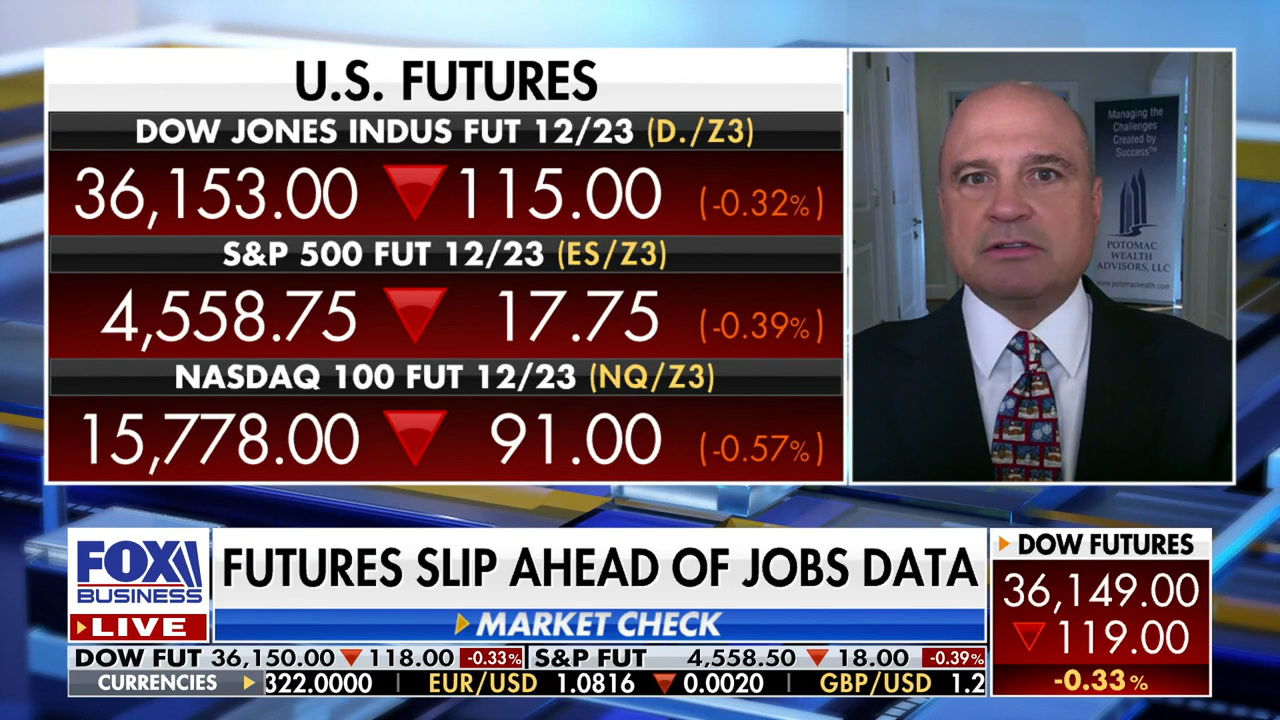 U.S. FUTURES
DOW JONES INDUS FUT 12/23 (D./Z3)
36,153.00 ▼ 115.00 (-0.32%)
S&P 500 FUT 12/23 (ES/Z3)
4,558.75 ▼ 17.75 (-0.39%)
NASDAQ 100 FUT 12/23 (NQ/Z3)
15,778.00 ▼ 91.00 (-0.57%)
Managing the
Challenges
Created by
Success™
POTOMAC
WEALTH
ADVISORS, LLC
www.potomacwealth.com
FOX
BUSINESS
LIVE
FUTURES SLIP AHEAD OF JOBS DATA
MARKET CHECK
DOW FUTURES
36,149.00
▼ 119.00
-0.33%
DOW FUT 36,150.00 ▼ 118.00 -0.33% S&P FUT 4,558.50 ▼ 18.00 -0.39%
CURRENCIES 322.0000 | EUR/USD 1.0816 ▼ 0.0020 | GBP/USD 1.2